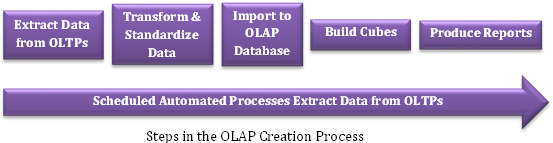 Extract Data
from OLTPs
Transform &
Standardize
Data
Import to
OLAP
Database
Build Cubes
Produce Reports
Scheduled Automated Processes Extract Data from OLTPs
Steps in the OLAP Creation Process